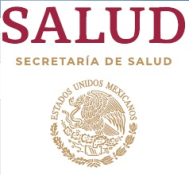 SALUD
SECRETARÍA DE SALUD
ESTADOS UNIDOS MEXICANOS